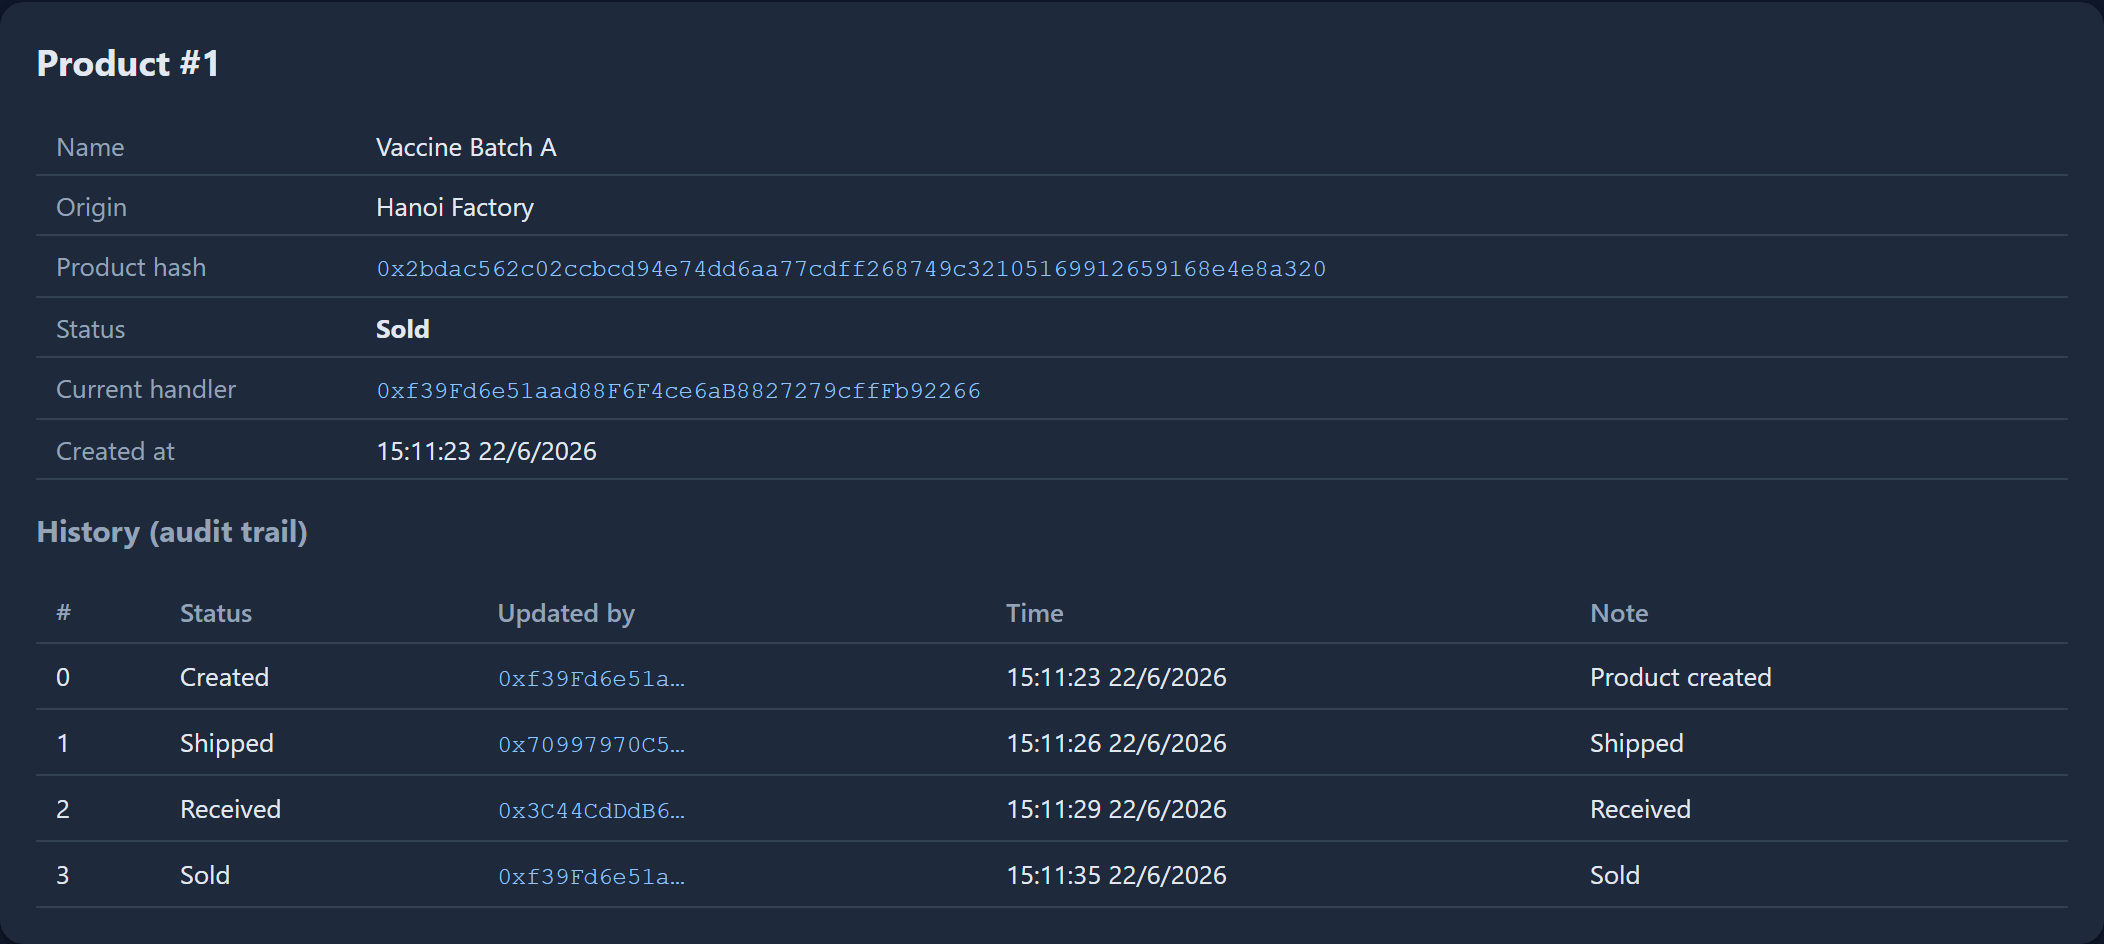 Product #1
Name Vaccine Batch A
Origin Hanoi Factory
Product hash 0x2bdac562c02ccbcd94e74dd6aa77cdff268749c32105169912659168e4e8a320
Status Sold
Current handler 0xf39Fd6e51aad88F6F4ce6aB8827279cffFb92266
Created at 15:11:23 22/6/2026
History (audit trail)
# Status Updated by Time Note
0 Created 0xf39Fd6e51a… 15:11:23 22/6/2026 Product created
1 Shipped 0x70997970C5… 15:11:26 22/6/2026 Shipped
2 Received 0x3C44CdDdB6… 15:11:29 22/6/2026 Received
3 Sold 0xf39Fd6e51a… 15:11:35 22/6/2026 Sold